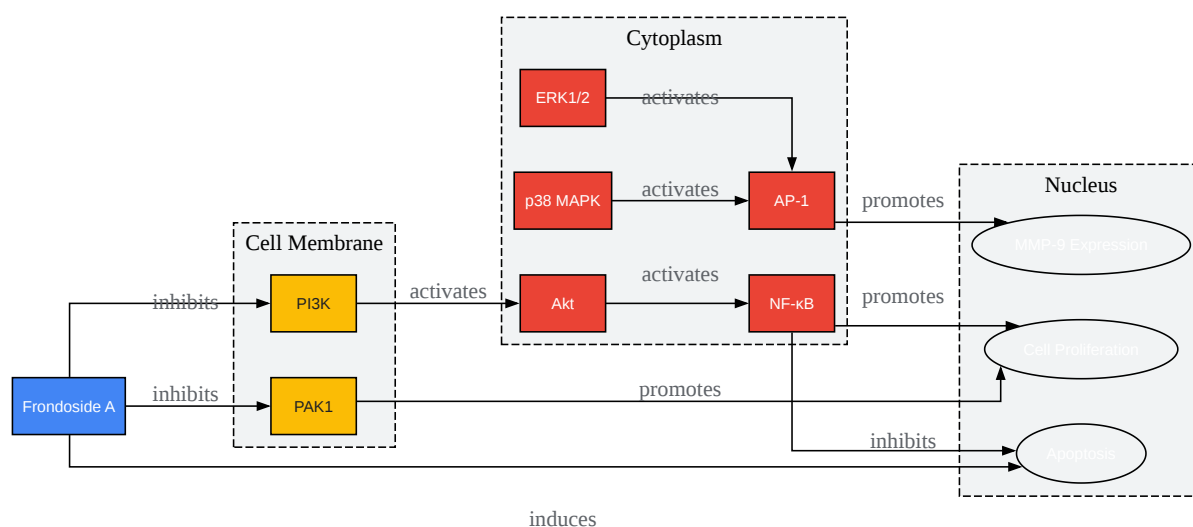 Cytoplasm
ERK1/2
activates
p38 MAPK
activates
AP-1
promotes
Nucleus
MMP-9 Expression
Cell Membrane
inhibits
PI3K
activates
Akt
activates
NF-κB
promotes
Cell Proliferation
Frondoside A
inhibits
PAK1
promotes
inhibits
Apoptosis
induces